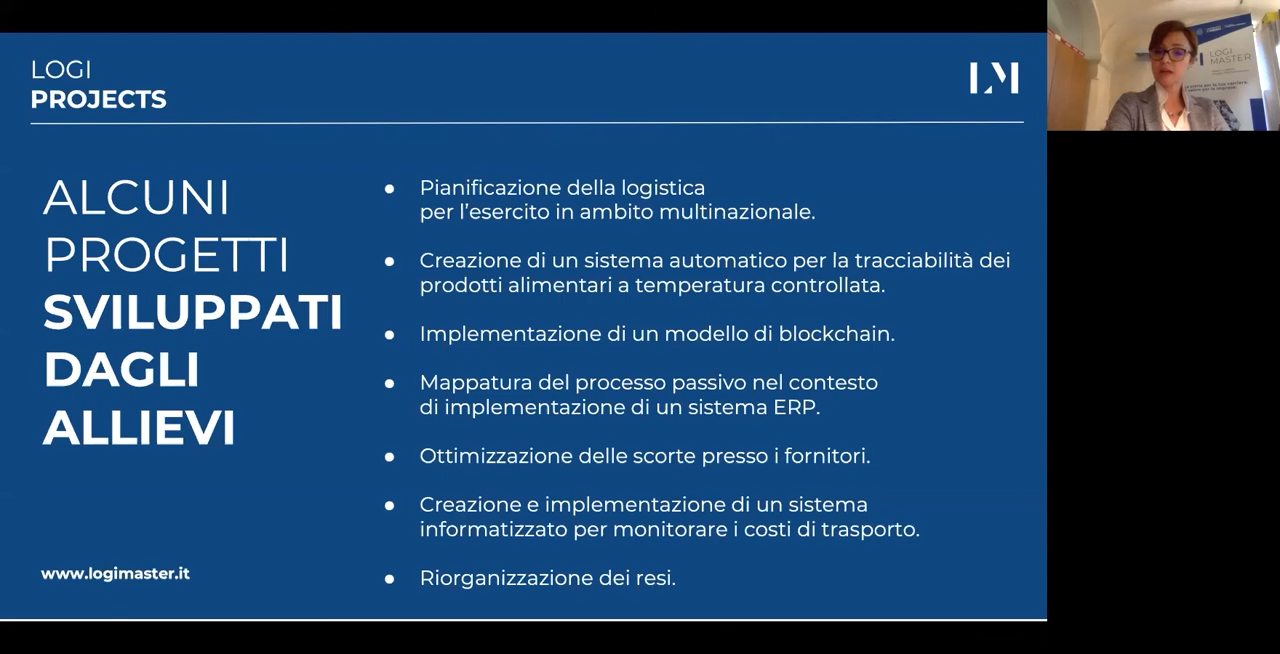 LOGI
PROJECTS
LM
ALCUNI
PROGETTI
SVILUPPATI
DAGLI
ALLIEVI
www.logimaster.it
● Pianificazione della logistica
per l’esercito in ambito multinazionale.
● Creazione di un sistema automatico per la tracciabilità dei
prodotti alimentari a temperatura controllata.
● Implementazione di un modello di blockchain.
● Mappatura del processo passivo nel contesto
di implementazione di un sistema ERP.
● Ottimizzazione delle scorte presso i fornitori.
● Creazione e implementazione di un sistema
informatizzato per monitorare i costi di trasporto.
● Riorganizzazione dei resi.
LOGI
MASTER